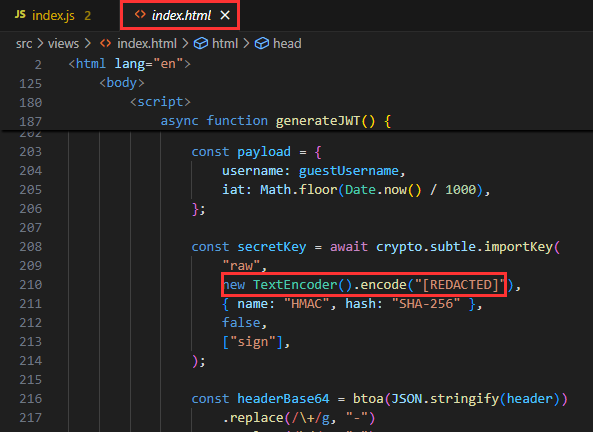 JS index.js 2 <> index.html ×
src > views > <> index.html > html > head
2 <html lang="en">
125 <body>
180 <script>
187 async function generateJWT() {
202
203 const payload = {
204 username: guestUsername,
205 iat: Math.floor(Date.now() / 1000),
206 };
207
208 const secretKey = await crypto.subtle.importKey(
209 "raw",
210 new TextEncoder().encode("[REDACTED]"),
211 { name: "HMAC", hash: "SHA-256" },
212 false,
213 ["sign"],
214 );
215
216 const headerBase64 = btoa(JSON.stringify(header))
217 .replace(/\+/g, "-")